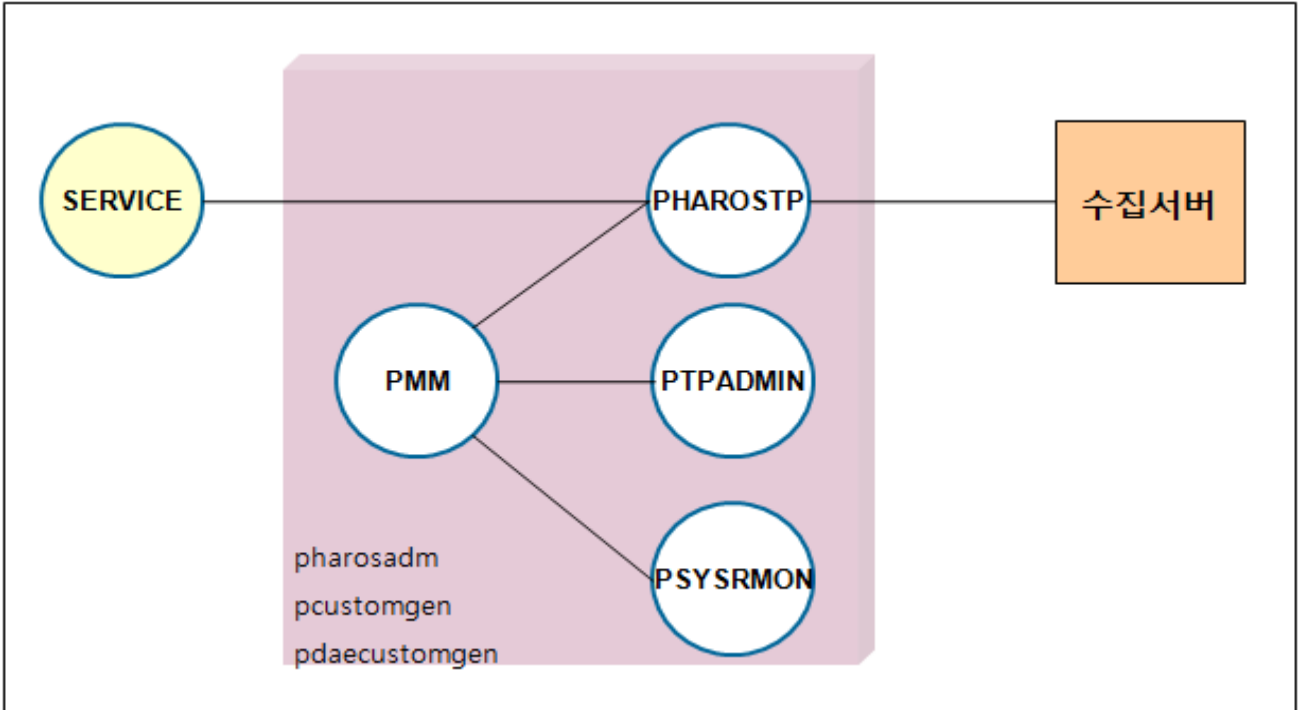 SERVICE
PHAROSTP
수집서버
PMM
PTPADMIN
PSYSRMON
pharosadm
pcustomgen
pdaecustomgen